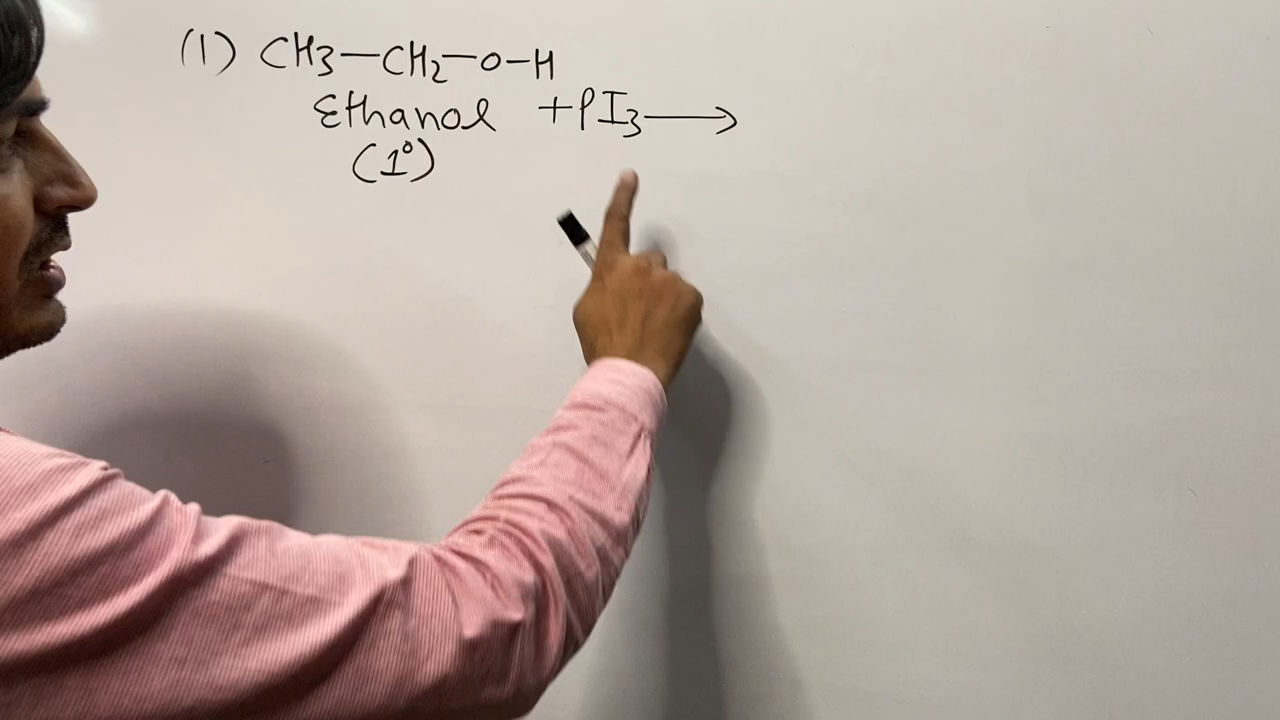 (1) CH3—CH2—O—H
Ethanol +PI3⟶
(1°)